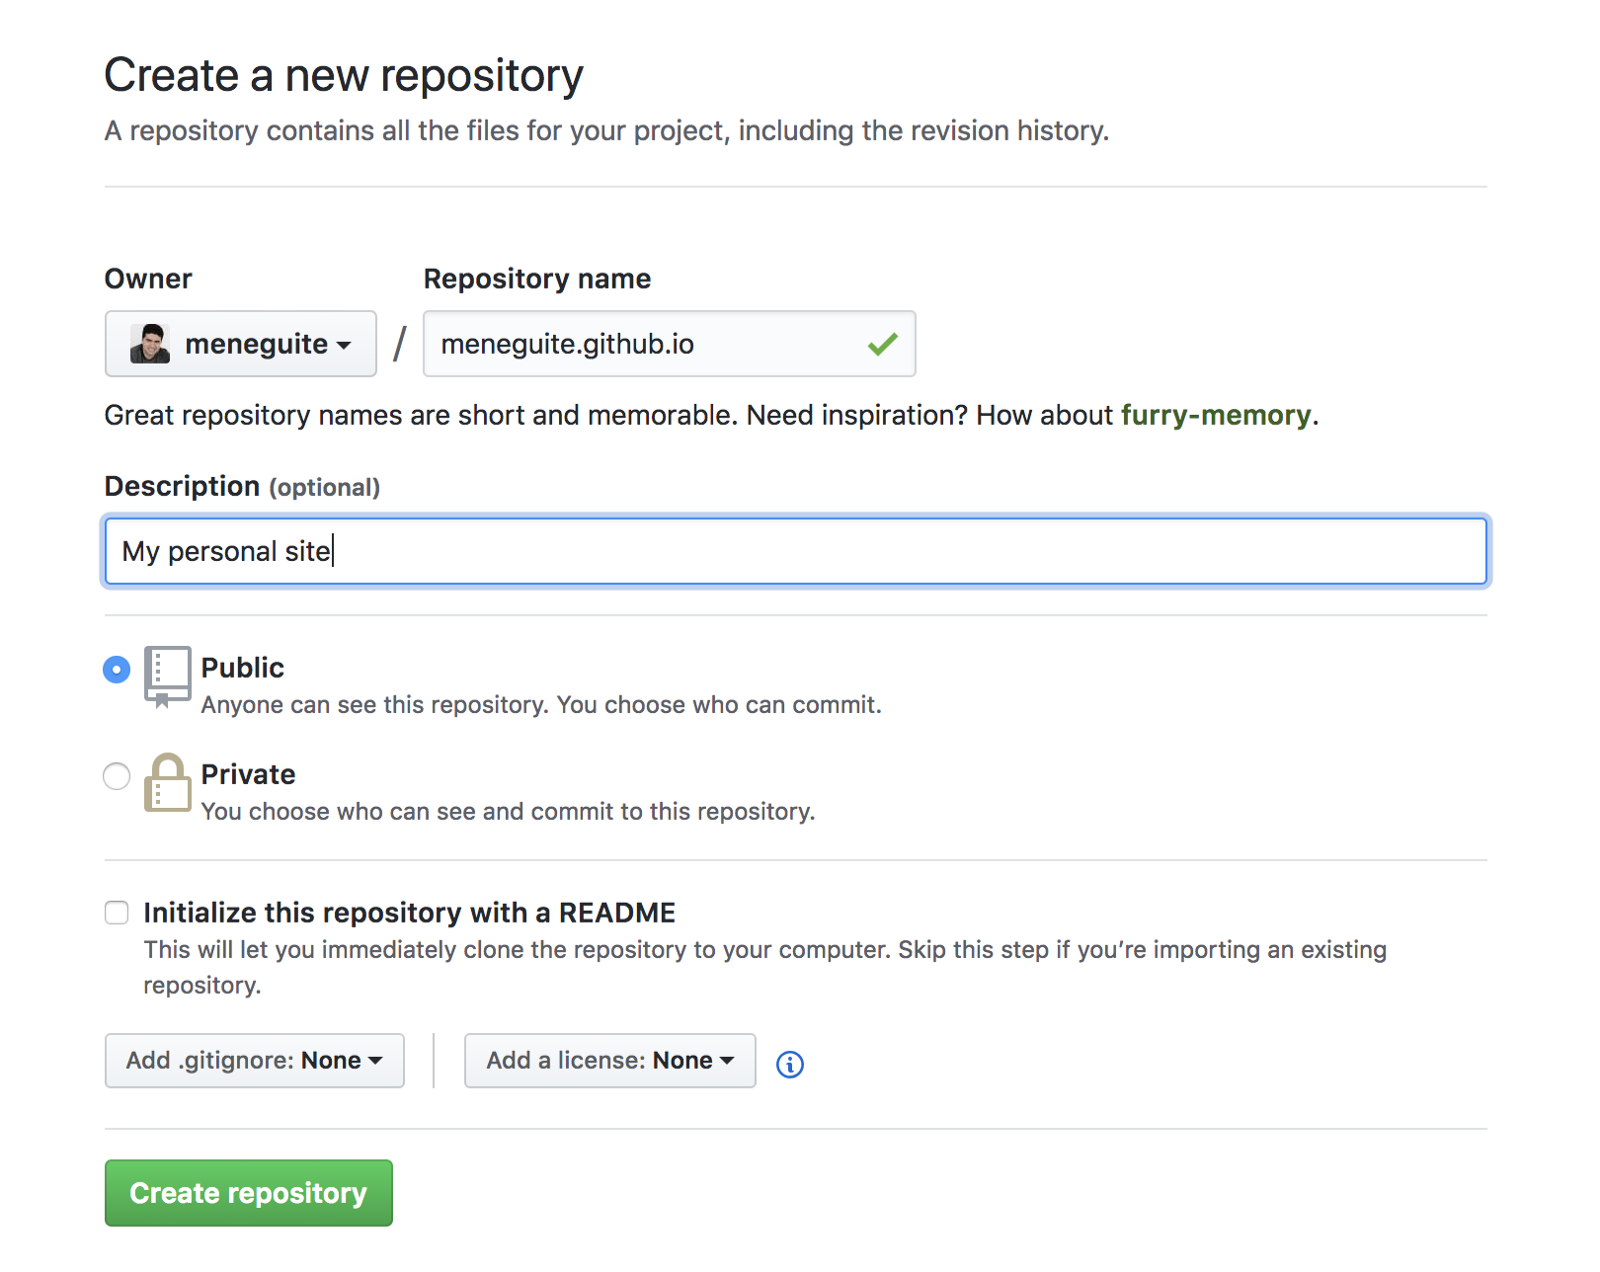 Create a new repository
A repository contains all the files for your project, including the revision history.
Owner
Repository name
meneguite / meneguite.github.io
Great repository names are short and memorable. Need inspiration? How about furry-memory.
Description (optional)
My personal site
Public
Anyone can see this repository. You choose who can commit.
Private
You choose who can see and commit to this repository.
Initialize this repository with a README
This will let you immediately clone the repository to your computer. Skip this step if you’re importing an existing
repository.
Add .gitignore: None
Add a license: None
Create repository